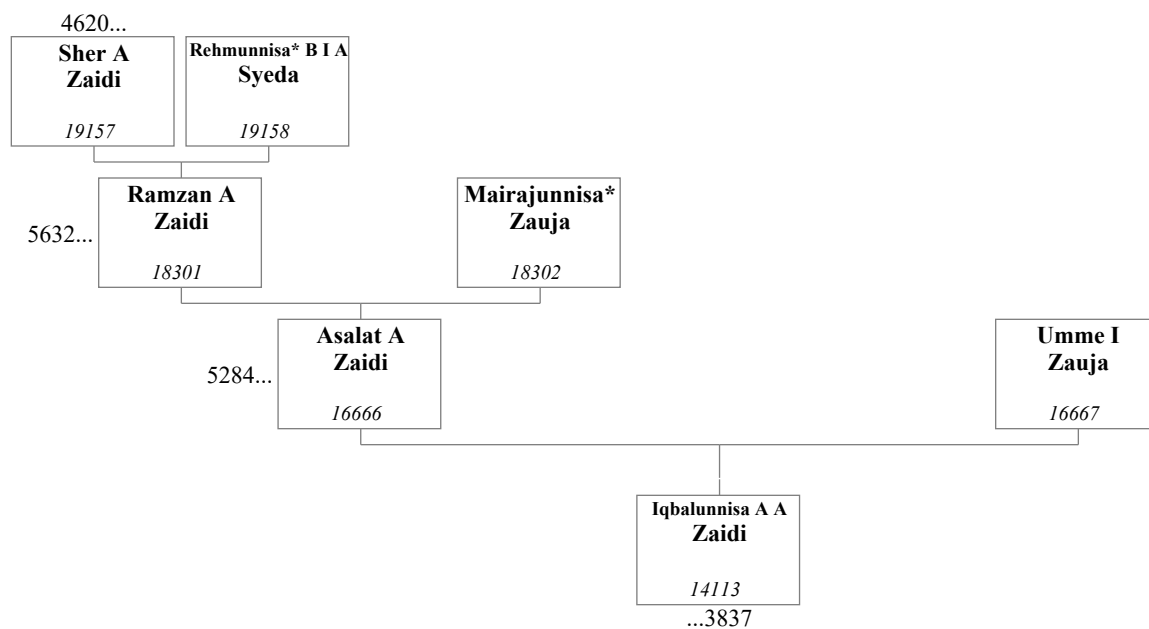 4620...
Sher A
Zaidi
19157
Rehmunnisa* B I A
Syeda
19158
5632...
Ramzan A
Zaidi
18301
Mairajunnisa*
Zauja
18302
5284...
Asalat A
Zaidi
16666
Umme I
Zauja
16667
Iqbalunnisa A A
Zaidi
14113
...3837